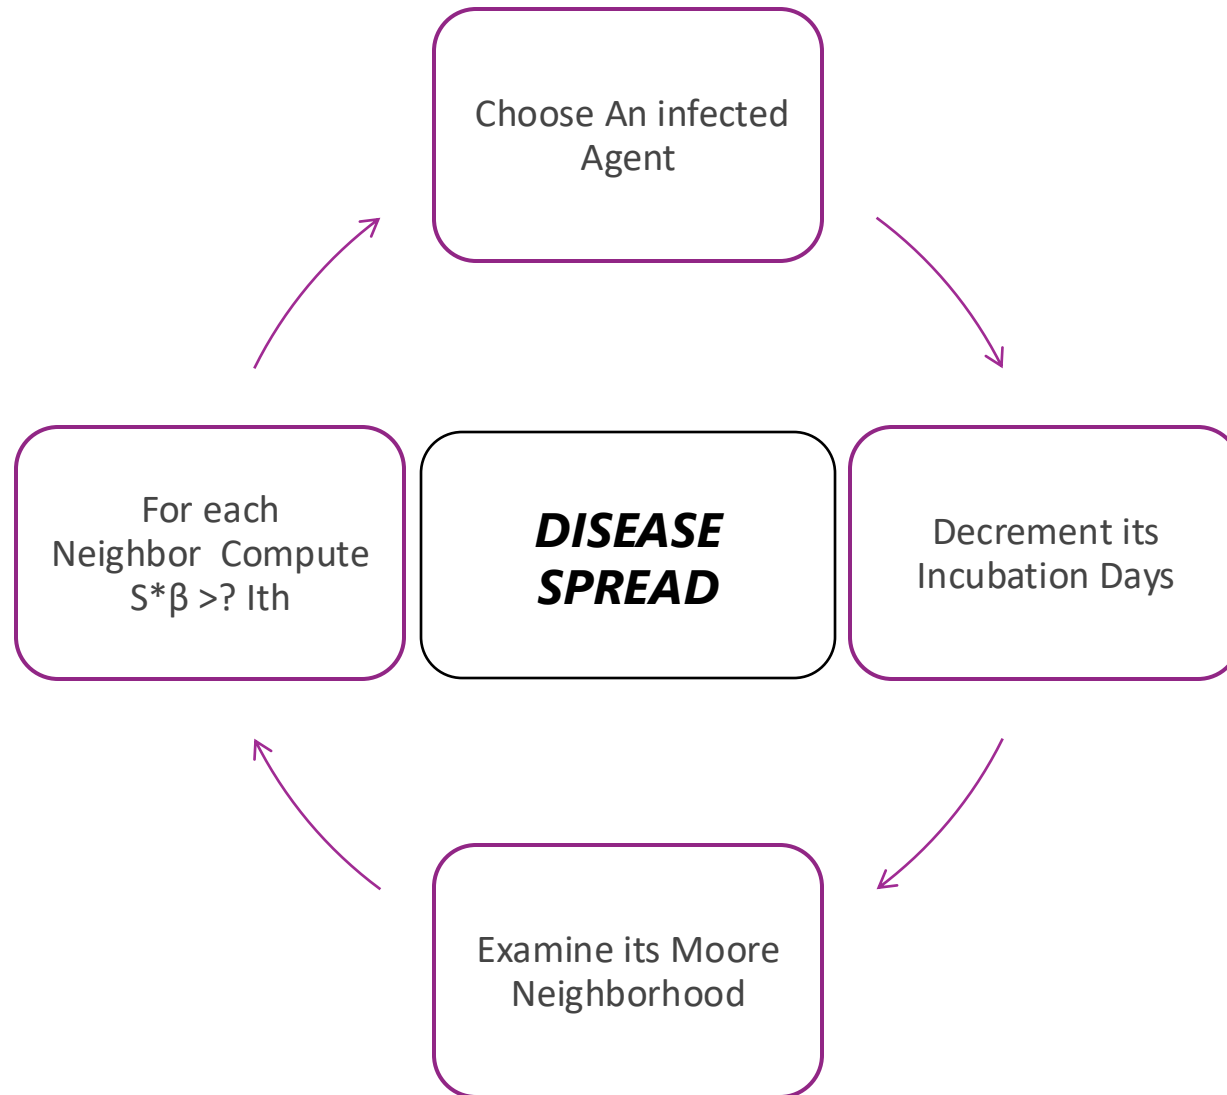 Choose An infected
Agent
For each
Neighbor  Compute
S*β >? Ith
DISEASE
SPREAD
Decrement its
Incubation Days
Examine its Moore
Neighborhood